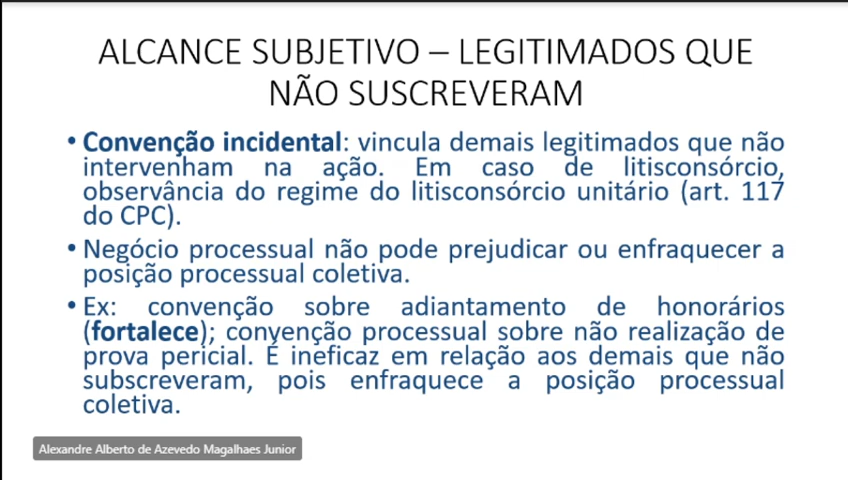 ALCANCE SUBJETIVO – LEGITIMADOS QUE
NÃO SUSCREVERAM
• Convenção incidental: vincula demais legitimados que não
intervenham na ação. Em caso de litisconsórcio,
observância do regime do litisconsórcio unitário (art. 117
do CPC).
• Negócio processual não pode prejudicar ou enfraquecer a
posição processual coletiva.
• Ex: convenção sobre adiantamento de honorários
(fortalece); convenção processual sobre não realização de
prova pericial. É ineficaz em relação aos demais que não
subscreveram, pois enfraquece a posição processual
coletiva.
Alexandre Alberto de Azevedo Magalhaes Junior